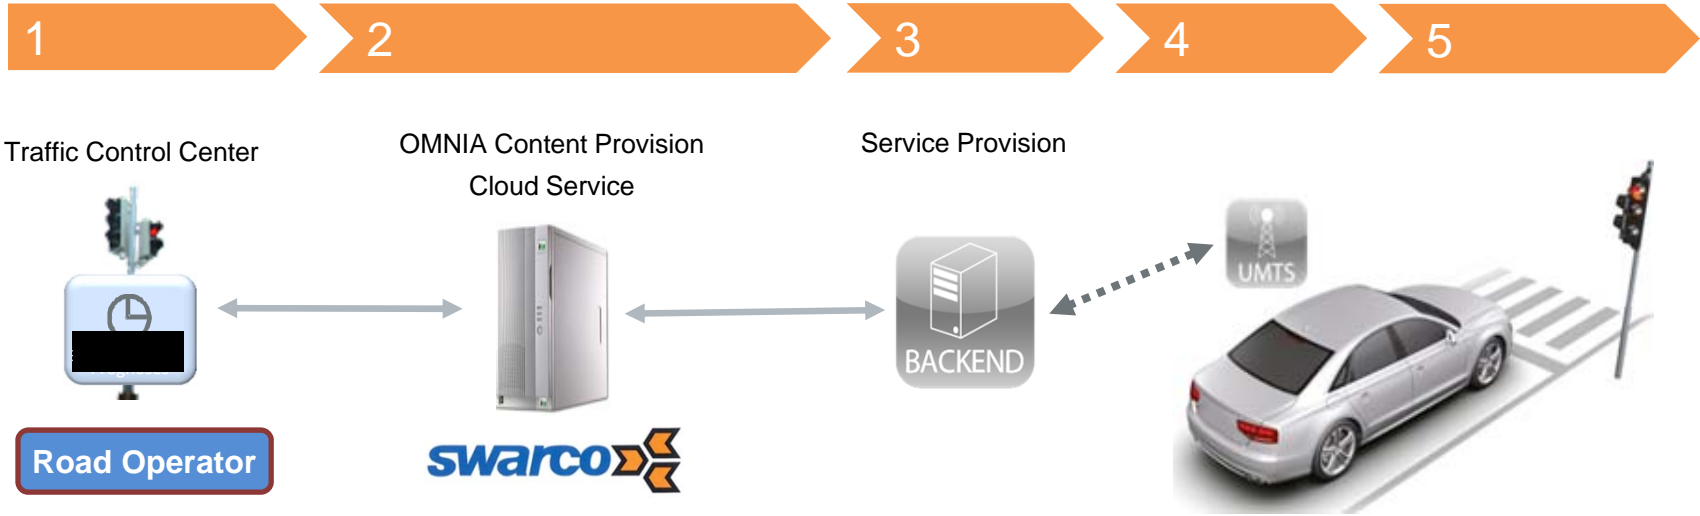 1 2 3 4 5
Traffic Control Center
OMNIA Content Provision
Cloud Service
Service Provision
UMTS
BACKEND
Road Operator
swarco